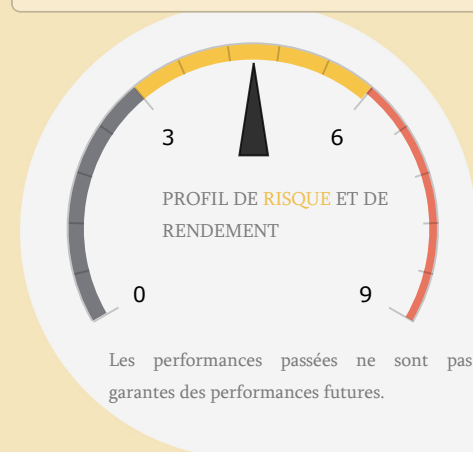 3 6
PROFIL DE RISQUE ET DE
RENDEMENT
0 9
Les performances passées ne sont pas
garantes des performances futures.